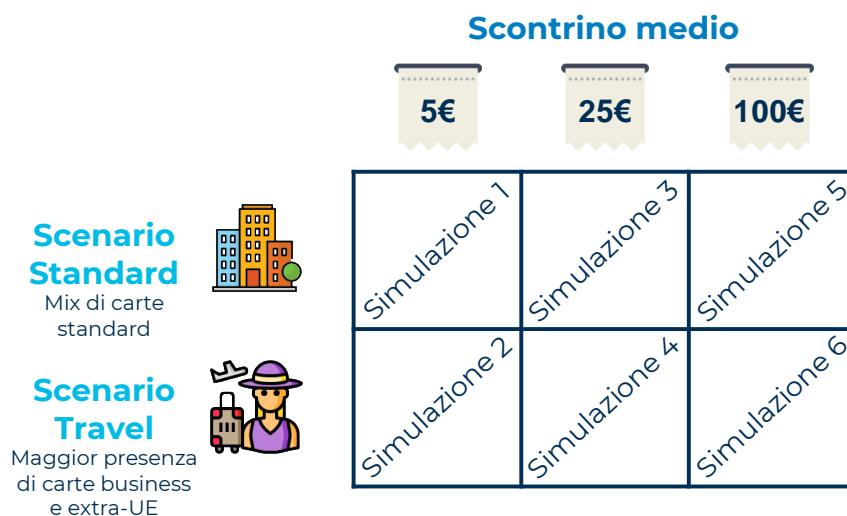 Scontrino medio
5€
25€
100€
Scenario
Standard
Mix di carte
standard
Simulazione 1
Simulazione 3
Simulazione 5
Scenario
Travel
Maggior presenza
di carte business
e extra-UE
Simulazione 2
Simulazione 4
Simulazione 6